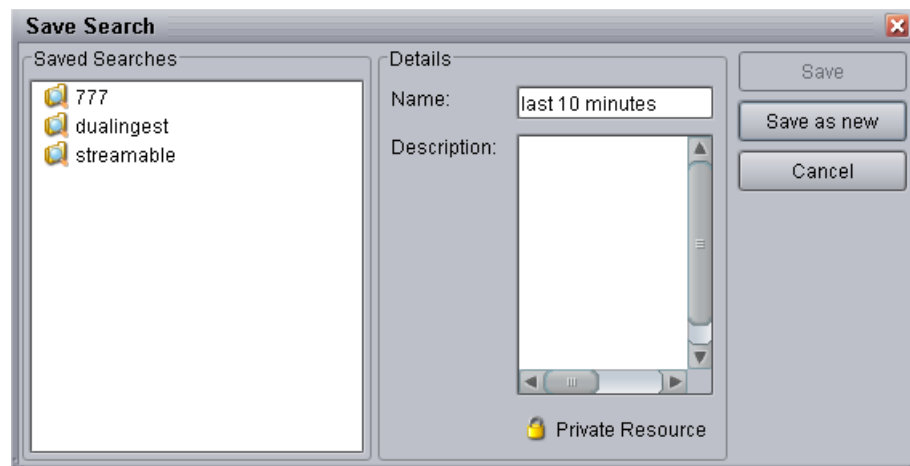 Save Search
Saved Searches
777
dualingest
streamable
Details
Name:
last 10 minutes
Description:
Private Resource
Save
Save as new
Cancel